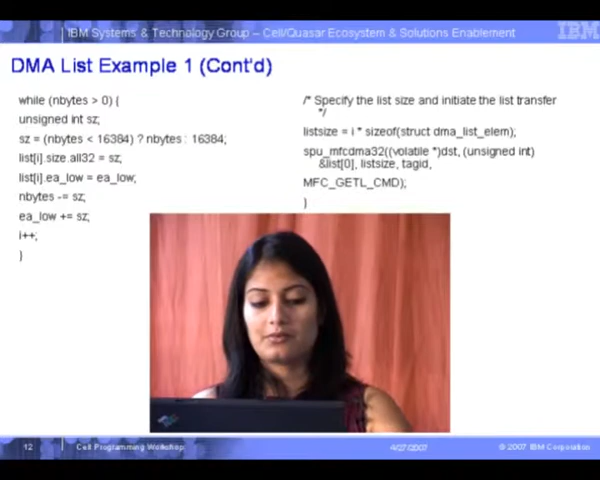 IBM Systems & Technology Group – Cell/Quasar Ecosystem & Solutions Enablement
IBM
DMA List Example 1 (Cont'd)
while (nbytes > 0) {
unsigned int sz;
sz = (nbytes < 16384) ? nbytes : 16384;
list[i].size.all32 = sz;
list[i].ea_low = ea_low;
nbytes -= sz;
ea_low += sz;
i++;
}
/* Specify the list size and initiate the list transfer
*/
listsize = i * sizeof(struct dma_list_elem);
spu_mfcdma32((volatile *)dst, (unsigned int)
&list[0], listsize, tagid,
MFC_GETL_CMD);
}
12
Cell Programming Workshop
4/27/2007
© 2007 IBM Corporation